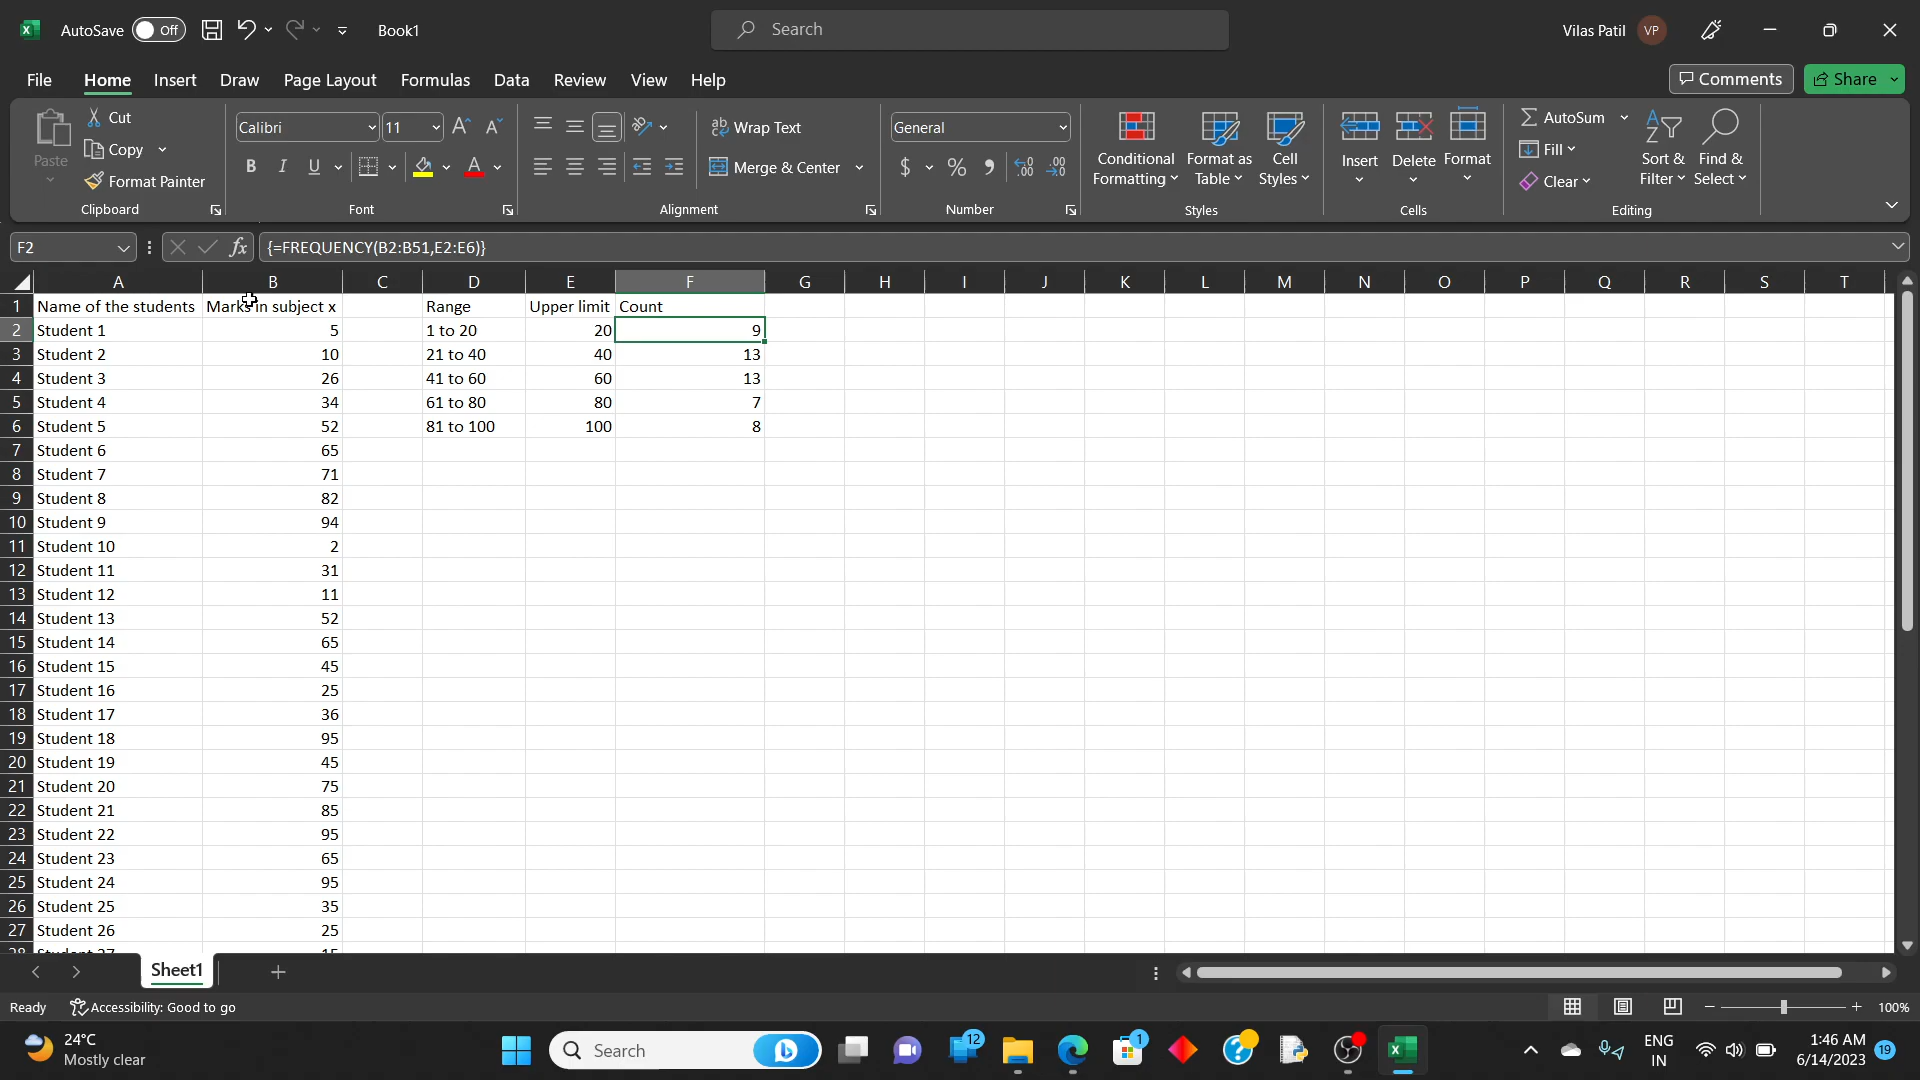 AutoSave Off Book1 Search Vilas Patil VP
File Home Insert Draw Page Layout Formulas Data Review View Help Comments Share
Paste Cut Copy Format Painter Clipboard
Calibri 11 B I U A Font
ab Wrap Text Merge & Center Alignment
General $ % Number
Conditional Formatting Format as Table Cell Styles Styles
Insert Delete Format Cells
AutoSum Fill Clear Sort & Filter Find & Select Editing
F2 fx {=FREQUENCY(B2:B51,E2:E6)}
A B C D E F G H I J K L M N O P Q R S T
1 Name of the students Marks in subject x Range Upper limit Count
2 Student 1 5 1 to 20 20 9
3 Student 2 10 21 to 40 40 13
4 Student 3 26 41 to 60 60 13
5 Student 4 34 61 to 80 80 7
6 Student 5 52 81 to 100 100 8
7 Student 6 65
8 Student 7 71
9 Student 8 82
10 Student 9 94
11 Student 10 2
12 Student 11 31
13 Student 12 11
14 Student 13 52
15 Student 14 65
16 Student 15 45
17 Student 16 25
18 Student 17 36
19 Student 18 95
20 Student 19 45
21 Student 20 75
22 Student 21 85
23 Student 22 95
24 Student 23 65
25 Student 24 95
26 Student 25 35
27 Student 26 25
28 Student 27 15
Sheet1
Ready Accessibility: Good to go 100%
24°C
Mostly clear
Search
12 1
ENG
IN
1:46 AM
6/14/2023
19